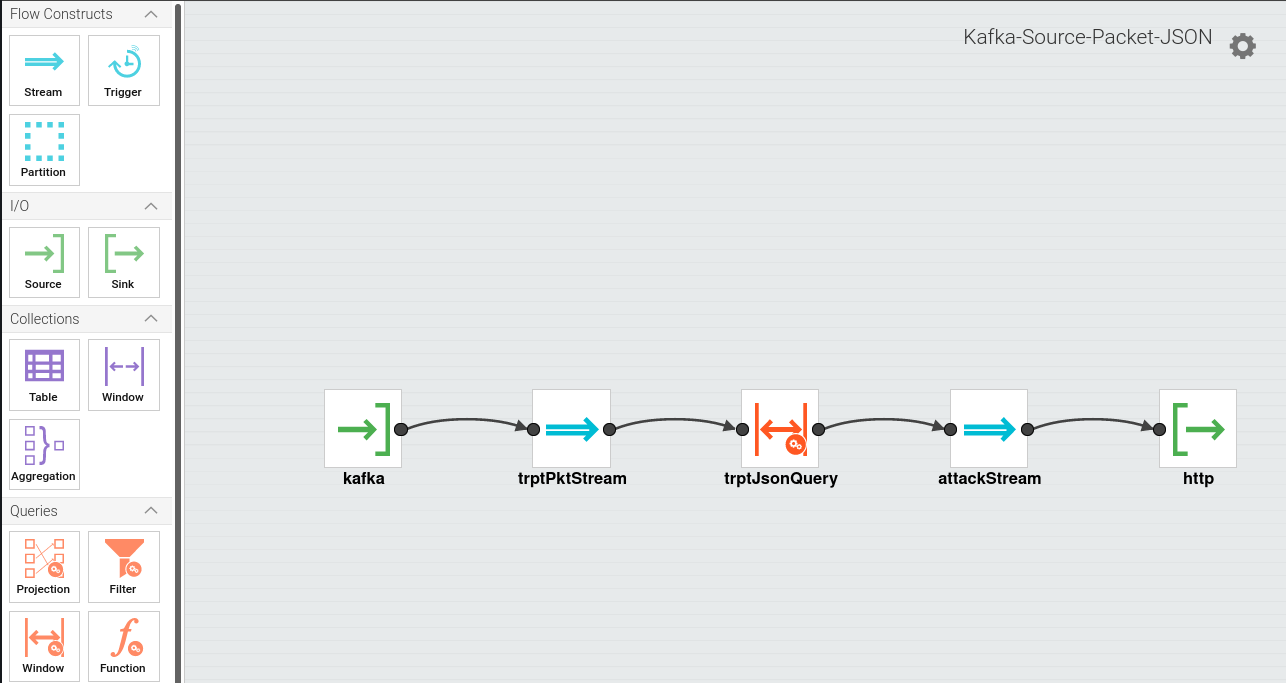 Flow Constructs
Stream
Trigger
Partition
I/O
Source
Sink
Collections
Table
Window
Aggregation
Queries
Projection
Filter
Window
Function
Kafka-Source-Packet-JSON
kafka
trptPktStream
trptJsonQuery
attackStream
http